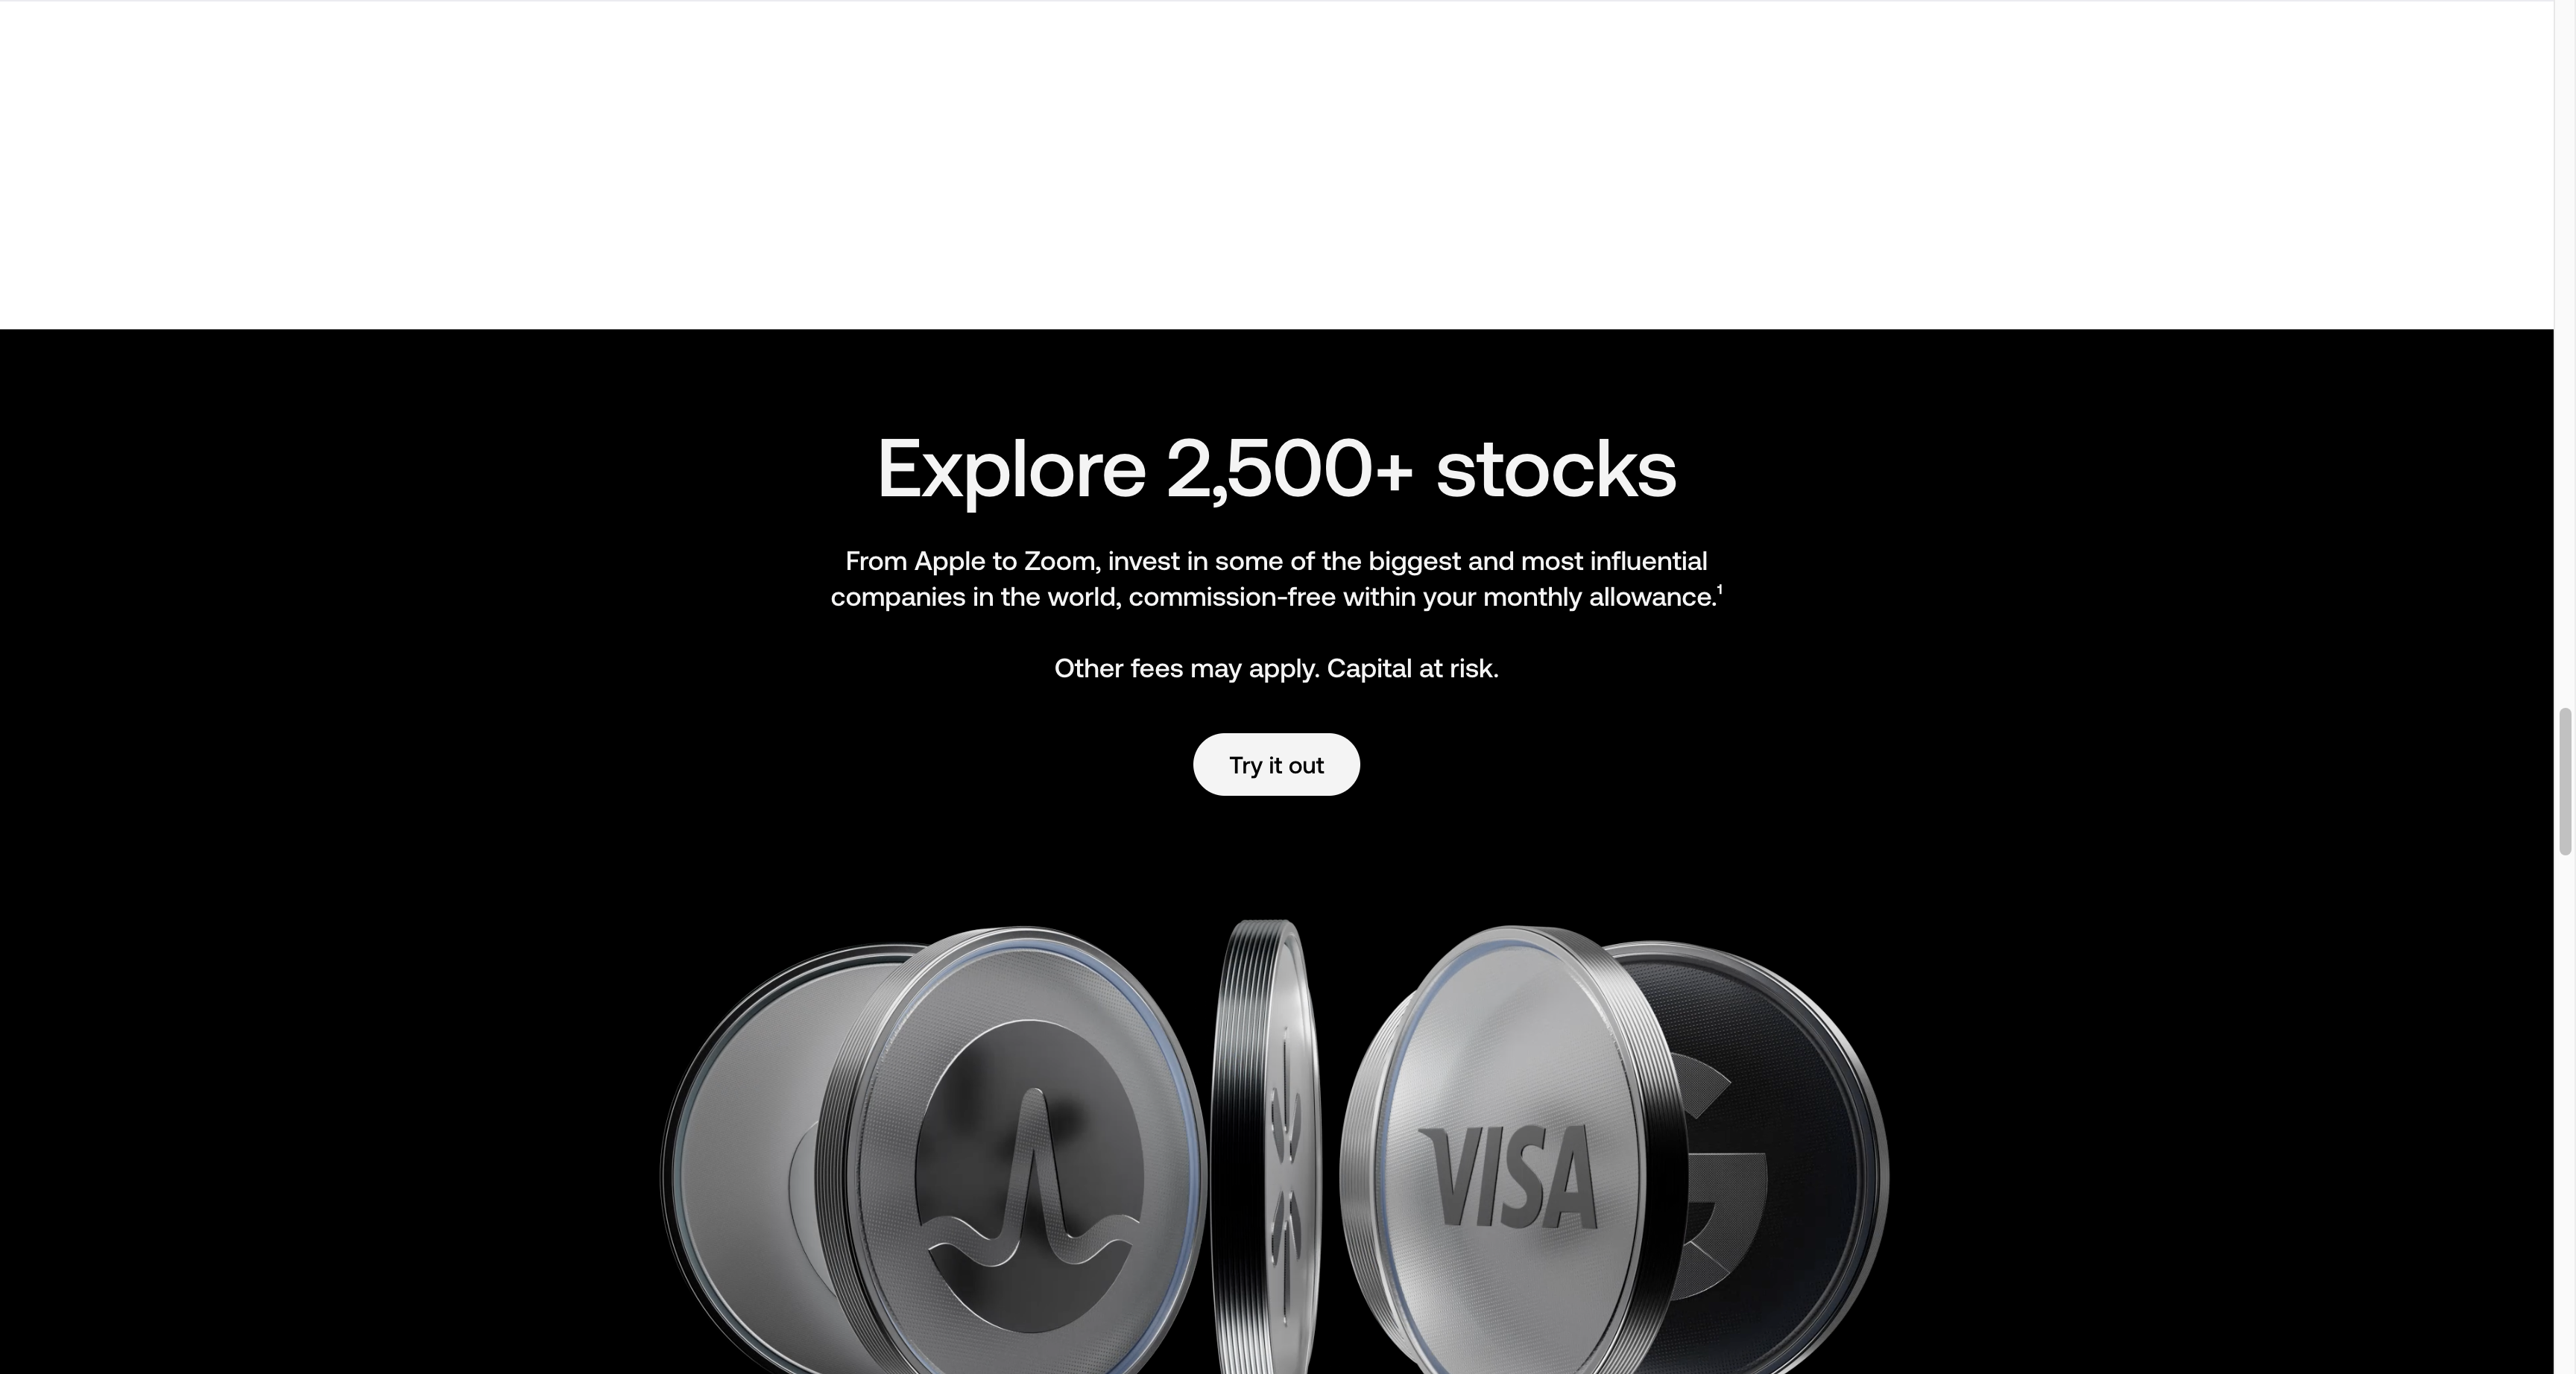 Explore 2,500+ stocks
From Apple to Zoom, invest in some of the biggest and most influential
companies in the world, commission-free within your monthly allowance.¹
Other fees may apply. Capital at risk.
Try it out
VISA
G